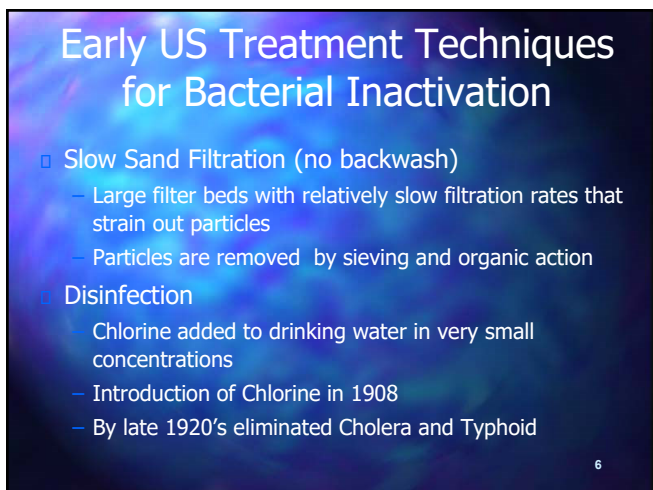 Early US Treatment Techniques
for Bacterial Inactivation
Slow Sand Filtration (no backwash)
– Large filter beds with relatively slow filtration rates that
strain out particles
– Particles are removed by sieving and organic action
Disinfection
– Chlorine added to drinking water in very small
concentrations
– Introduction of Chlorine in 1908
– By late 1920's eliminated Cholera and Typhoid
6